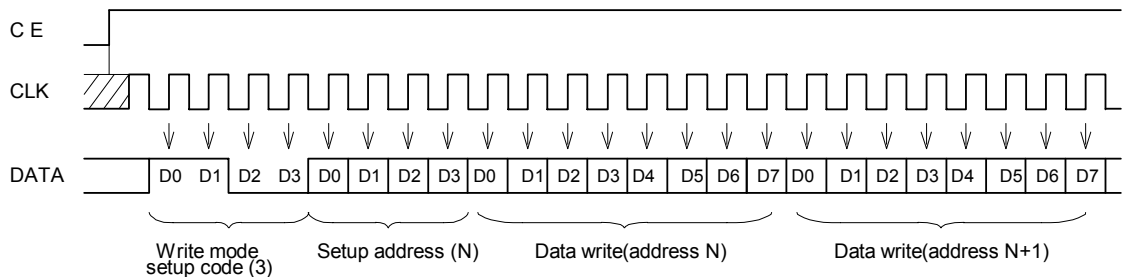 C E
CLK
DATA D0 D1 D2 D3 D0 D1 D2 D3 D0 D1 D2 D3 D4 D5 D6 D7 D0 D1 D2 D3 D4 D5 D6 D7
Write mode
setup code (3)
Setup address (N)
Data write(address N)
Data write(address N+1)